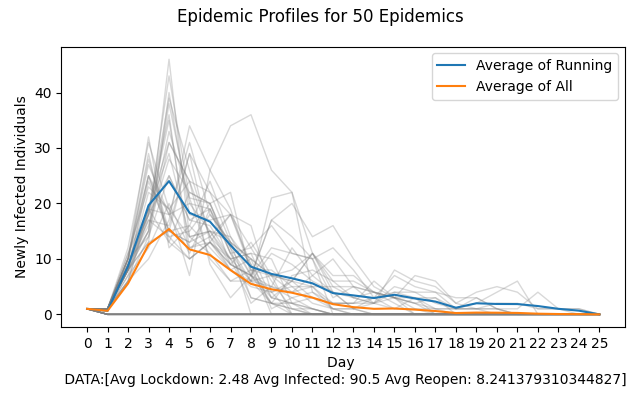 Epidemic Profiles for 50 Epidemics
Newly Infected Individuals
40
30
20
10
0
Average of Running
Average of All
0 1 2 3 4 5 6 7 8 9 10 11 12 13 14 15 16 17 18 19 20 21 22 23 24 25
Day
DATA:[Avg Lockdown: 2.48 Avg Infected: 90.5 Avg Reopen: 8.241379310344827]